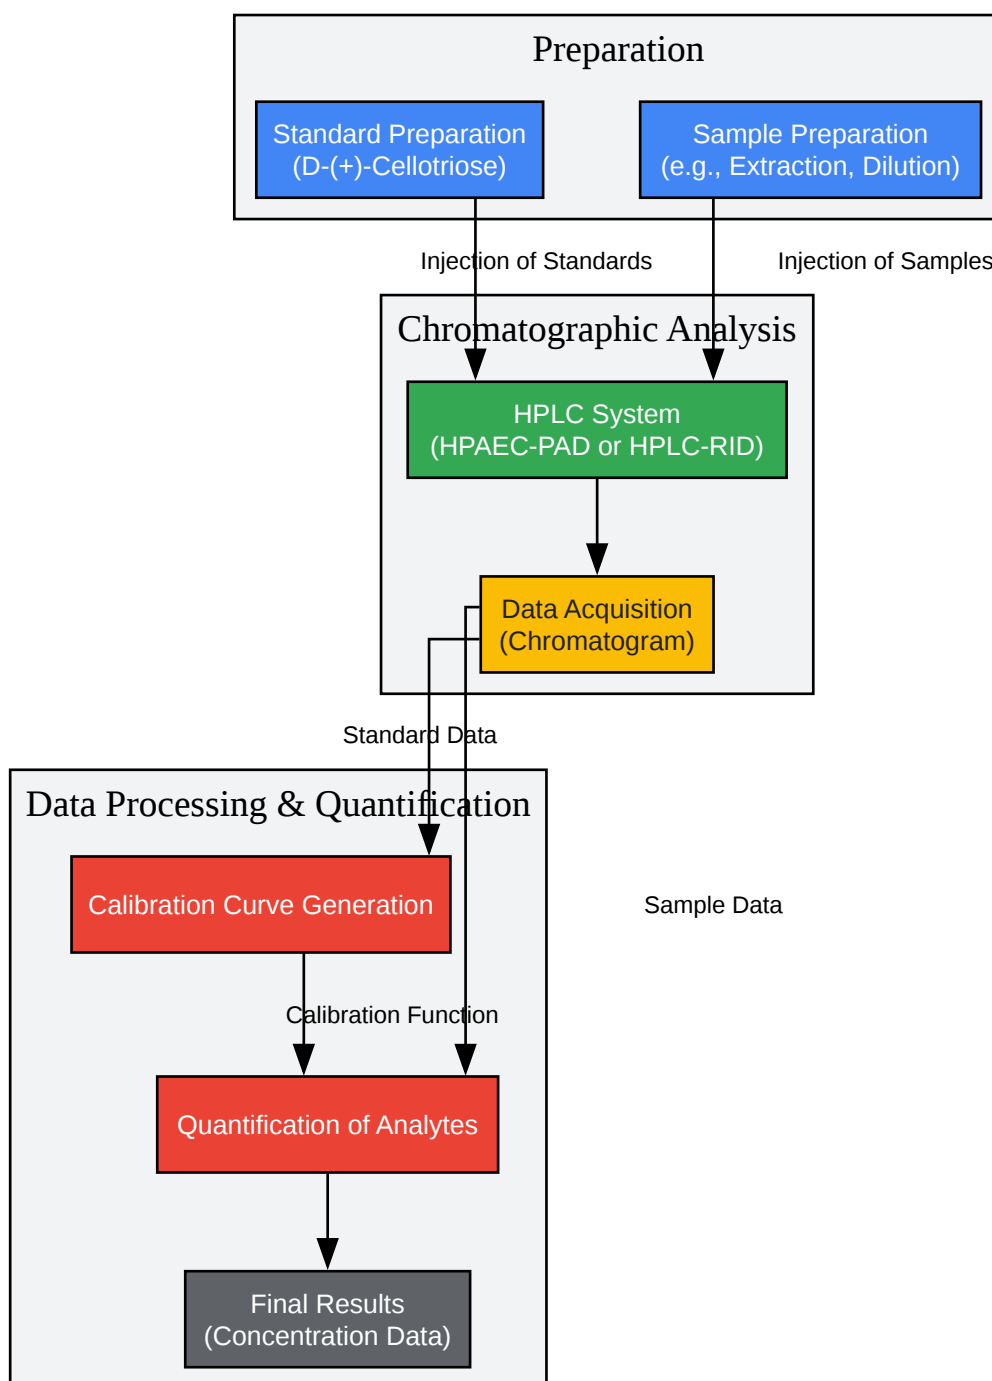 Preparation
Standard Preparation
(D-(+)-Cellotriose)
Sample Preparation
(e.g., Extraction, Dilution)
Injection of Standards
Injection of Samples
Chromatographic Analysis
HPLC System
(HPAEC-PAD or HPLC-RID)
Data Acquisition
(Chromatogram)
Standard Data
Data Processing & Quantification
Calibration Curve Generation
Sample Data
Calibration Function
Quantification of Analytes
Final Results
(Concentration Data)